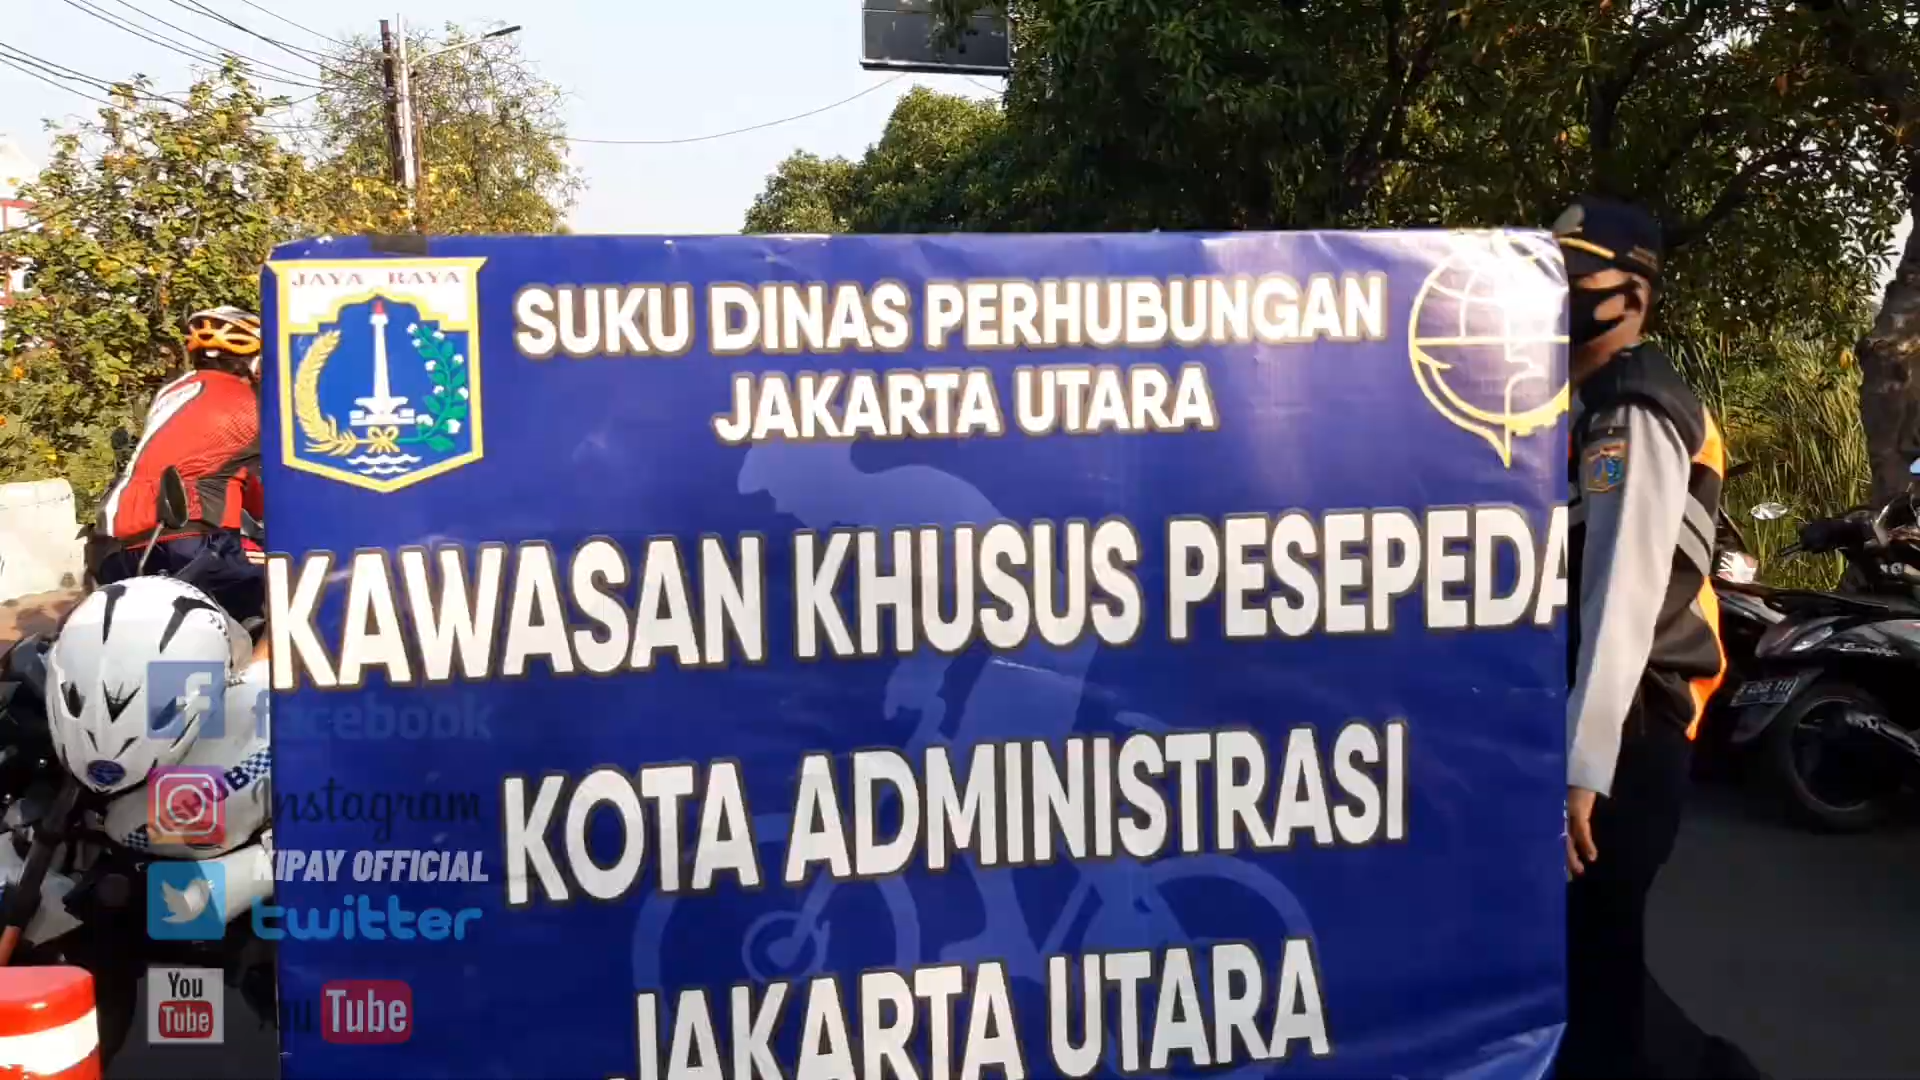 JAYA RAYA
SUKU DINAS PERHUBUNGAN
JAKARTA UTARA
KAWASAN KHUSUS PESEPEDA
KOTA ADMINISTRASI
JAKARTA UTARA
facebook
Instagram
KIPAY OFFICIAL
twitter
You
Tube
You Tube